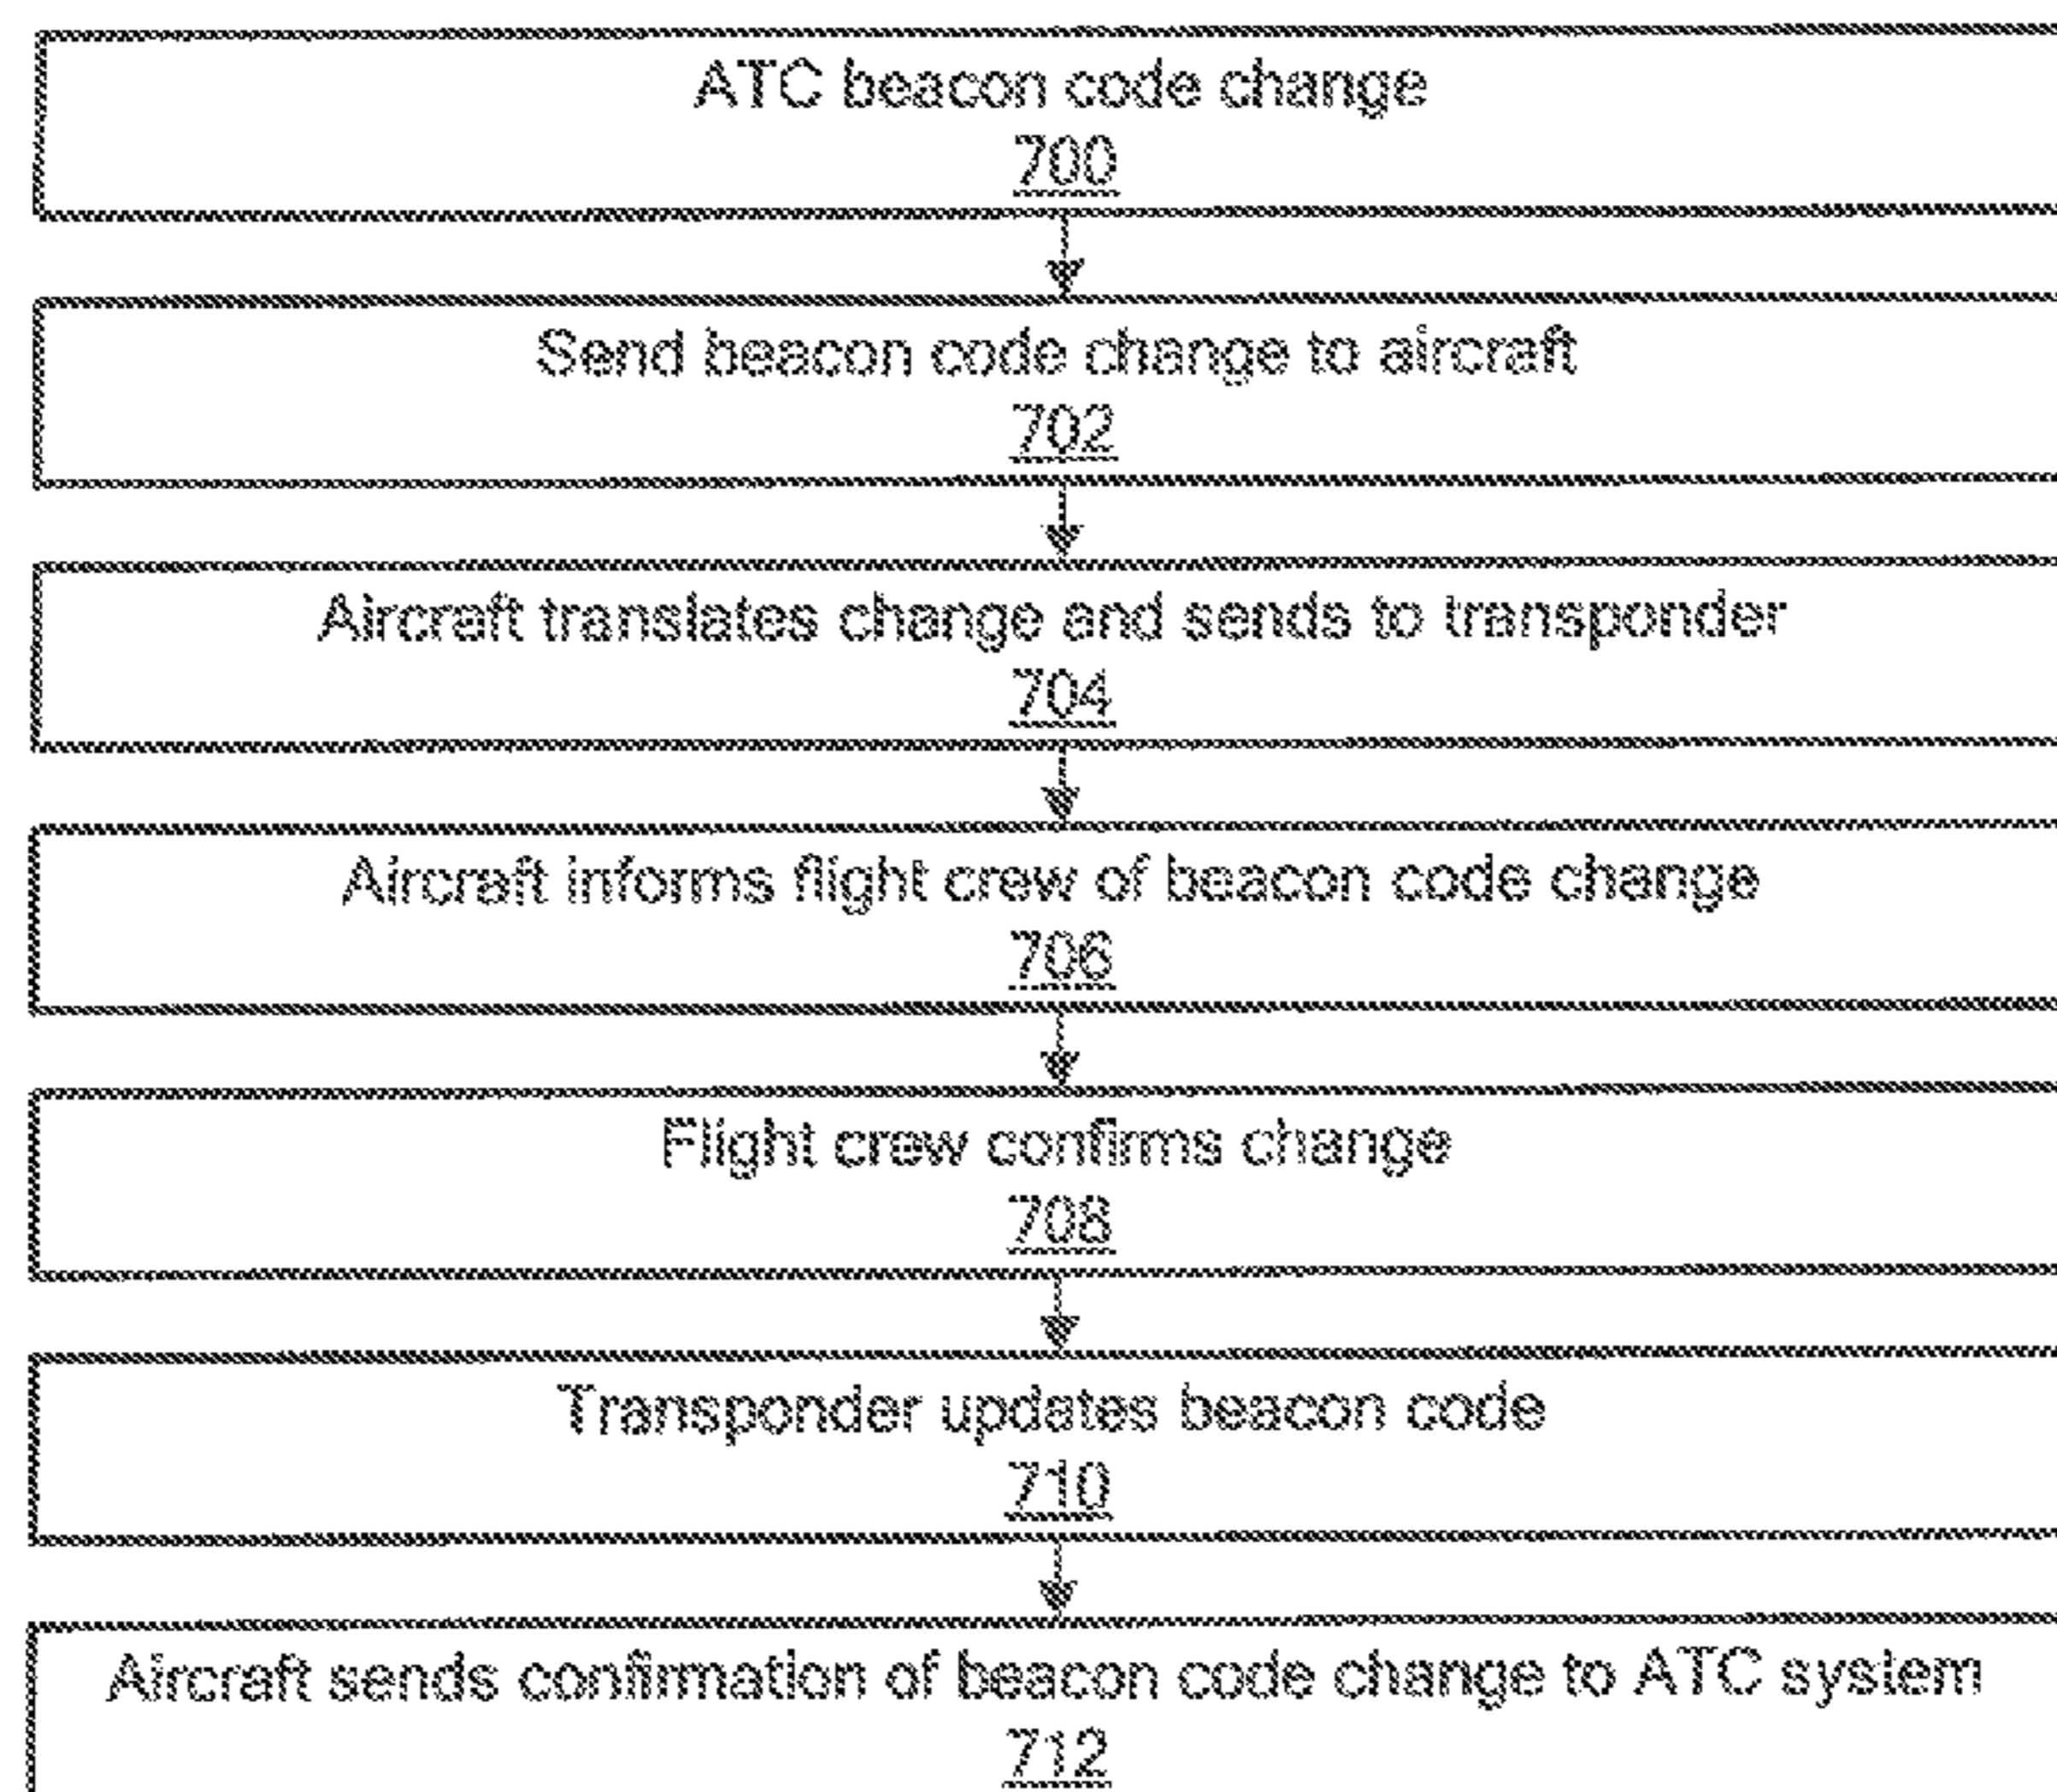 ATC beacon code change
700
Send beacon code change to aircraft
702
Aircraft translates change and sends to transponder
704
Aircraft informs flight crew of beacon code change
706
Flight crew confirms change
708
Transponder updates beacon code
710
Aircraft sends confirmation of beacon code change to ATC system
712